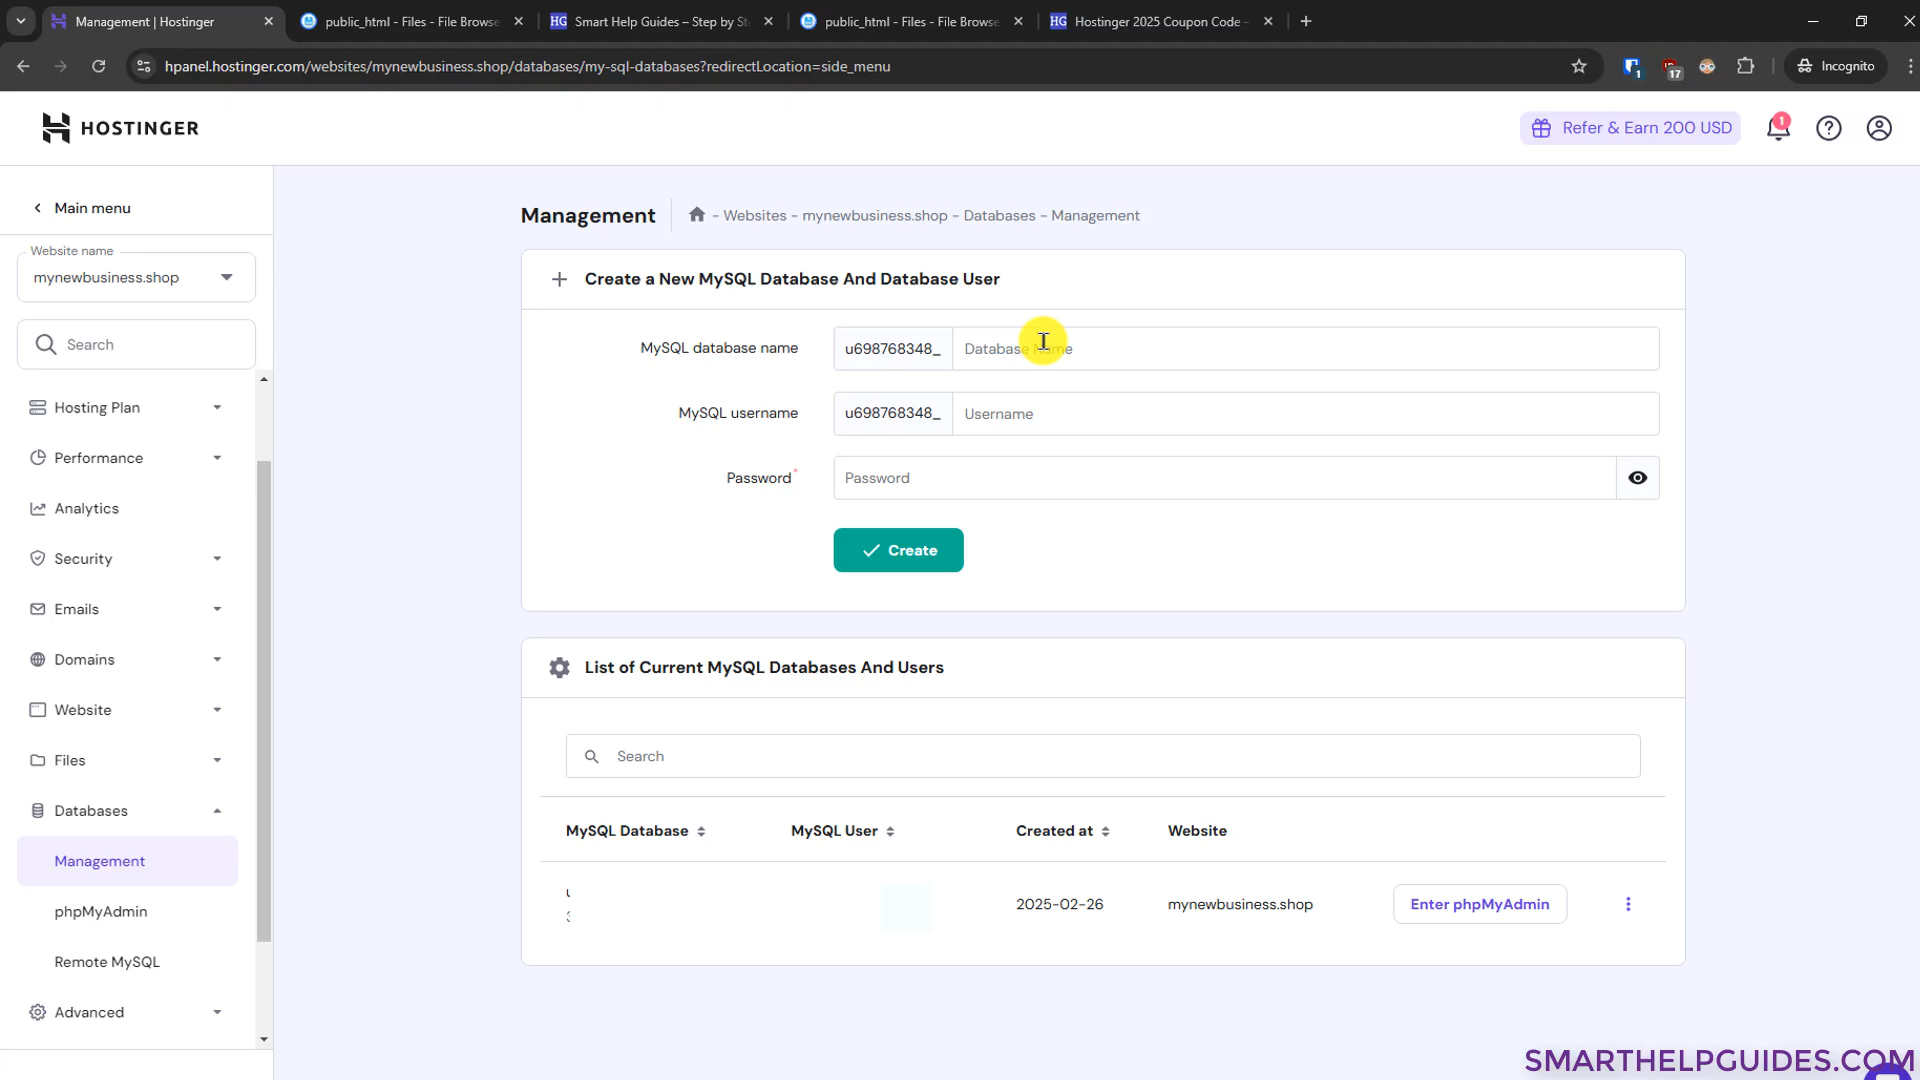 Management | Hostinger
public_html - Files - File Browse
Smart Help Guides – Step by St
public_html - Files - File Browse
Hostinger 2025 Coupon Code -
hpanel.hostinger.com/websites/mynewbusiness.shop/databases/my-sql-databases?redirectLocation=side_menu
1
17
Incognito
HOSTINGER
Refer & Earn 200 USD
1
Main menu
Website name
mynewbusiness.shop
Search
Hosting Plan
Performance
Analytics
Security
Emails
Domains
Website
Files
Databases
Management
phpMyAdmin
Remote MySQL
Advanced
Management
- Websites - mynewbusiness.shop - Databases - Management
Create a New MySQL Database And Database User
MySQL database name
u698768348_
Database Name
MySQL username
u698768348_
Username
Password*
Password
Create
List of Current MySQL Databases And Users
Search
MySQL Database
MySQL User
Created at
Website
2025-02-26
mynewbusiness.shop
Enter phpMyAdmin
SMARTHELPGUIDES.COM